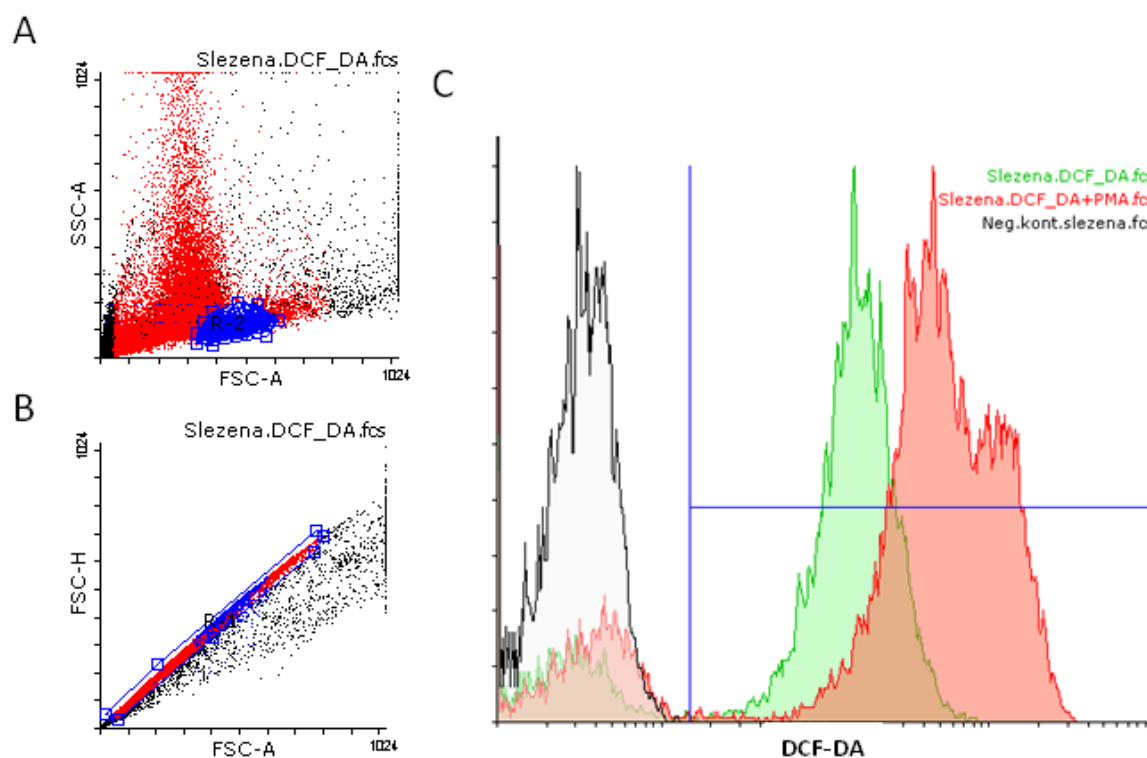 A
Slezena.DCF_DA.fcs
1024
SSC-A
R-2
FSC-A
1024
B
Slezena.DCF_DA.fcs
1024
FSC-H
FSC-A
1024
C
Slezena.DCF_DA.fc
Slezena.DCF_DA+PMA.fc
Neg.kont.slezena.fc
DCF-DA